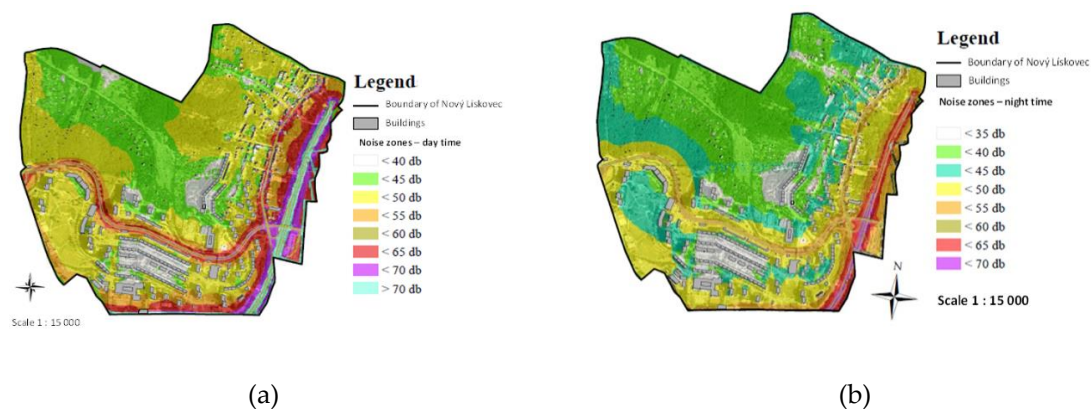 Legend
Boundary of Nový Lískovec
Buildings
Noise zones – day time
< 40 db
< 45 db
< 50 db
< 55 db
< 60 db
< 65 db
< 70 db
> 70 db
Scale 1 : 15 000
(a)
Legend
Boundary of Nový Lískovec
Buildings
Noise zones – night time
< 35 db
< 40 db
< 45 db
< 50 db
< 55 db
< 60 db
< 65 db
< 70 db
N
Scale 1 : 15 000
(b)